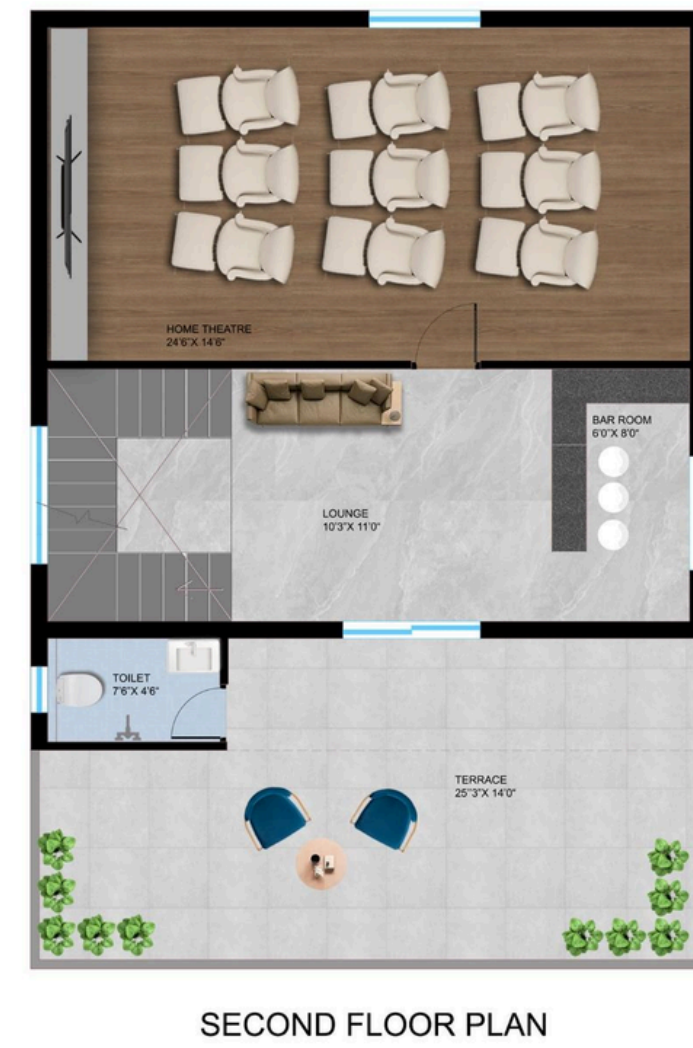 HOME THEATRE
24'6"X 14'6"
BAR ROOM
6'0"X 8'0"
LOUNGE
10'3"X 11'0"
TOILET
7'6"X 4'6"
TERRACE
25"3"X 14'0"
SECOND FLOOR PLAN